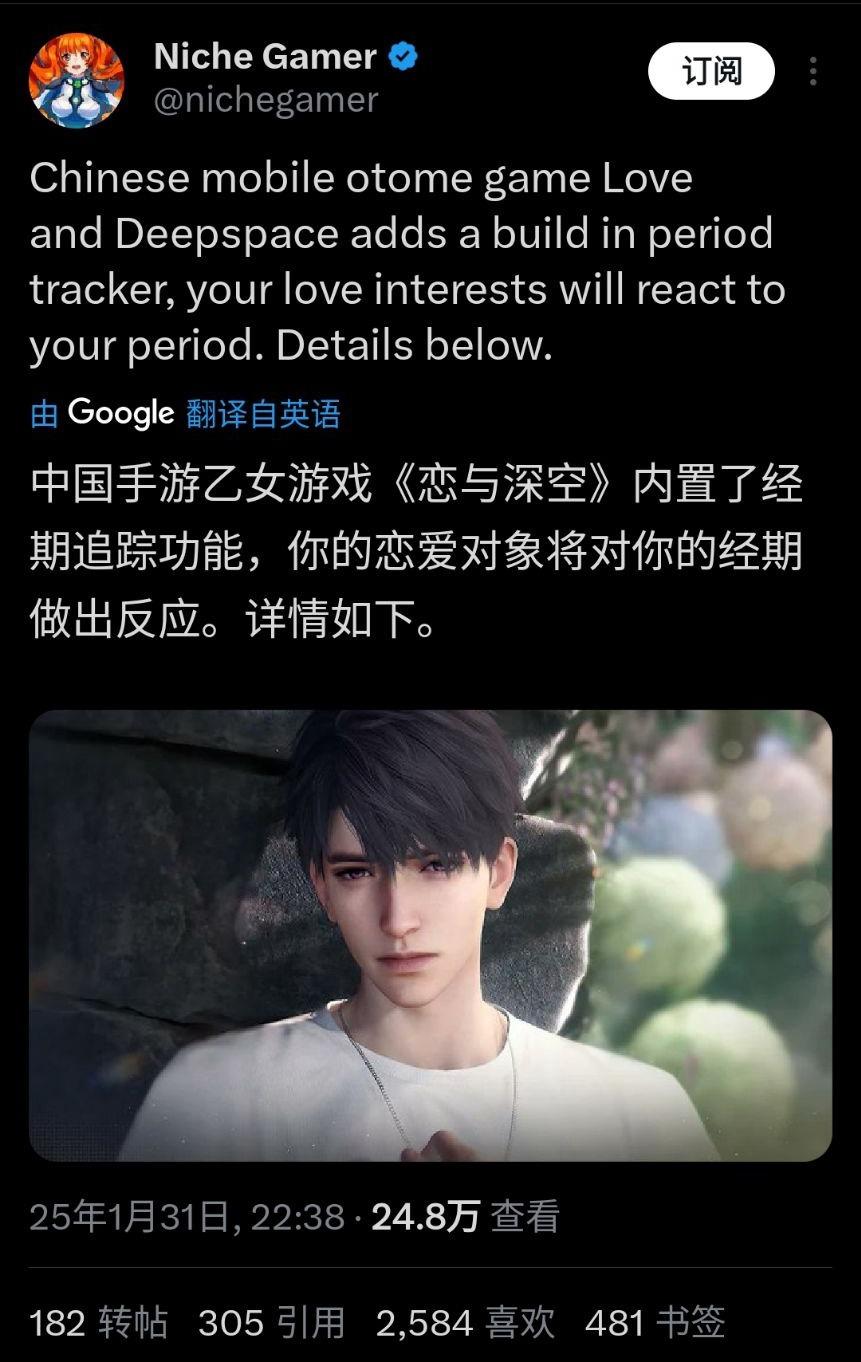 Niche Gamer
@nichegamer
订阅
Chinese mobile otome game Love
and Deepspace adds a build in period
tracker, your love interests will react to
your period. Details below.
由 Google 翻译自英语
中国手游乙女游戏《恋与深空》内置了经
期追踪功能，你的恋爱对象将对你的经期
做出反应。详情如下。
25年1月31日, 22:38 · 24.8万 查看
182 转帖 305 引用 2,584 喜欢 481 书签